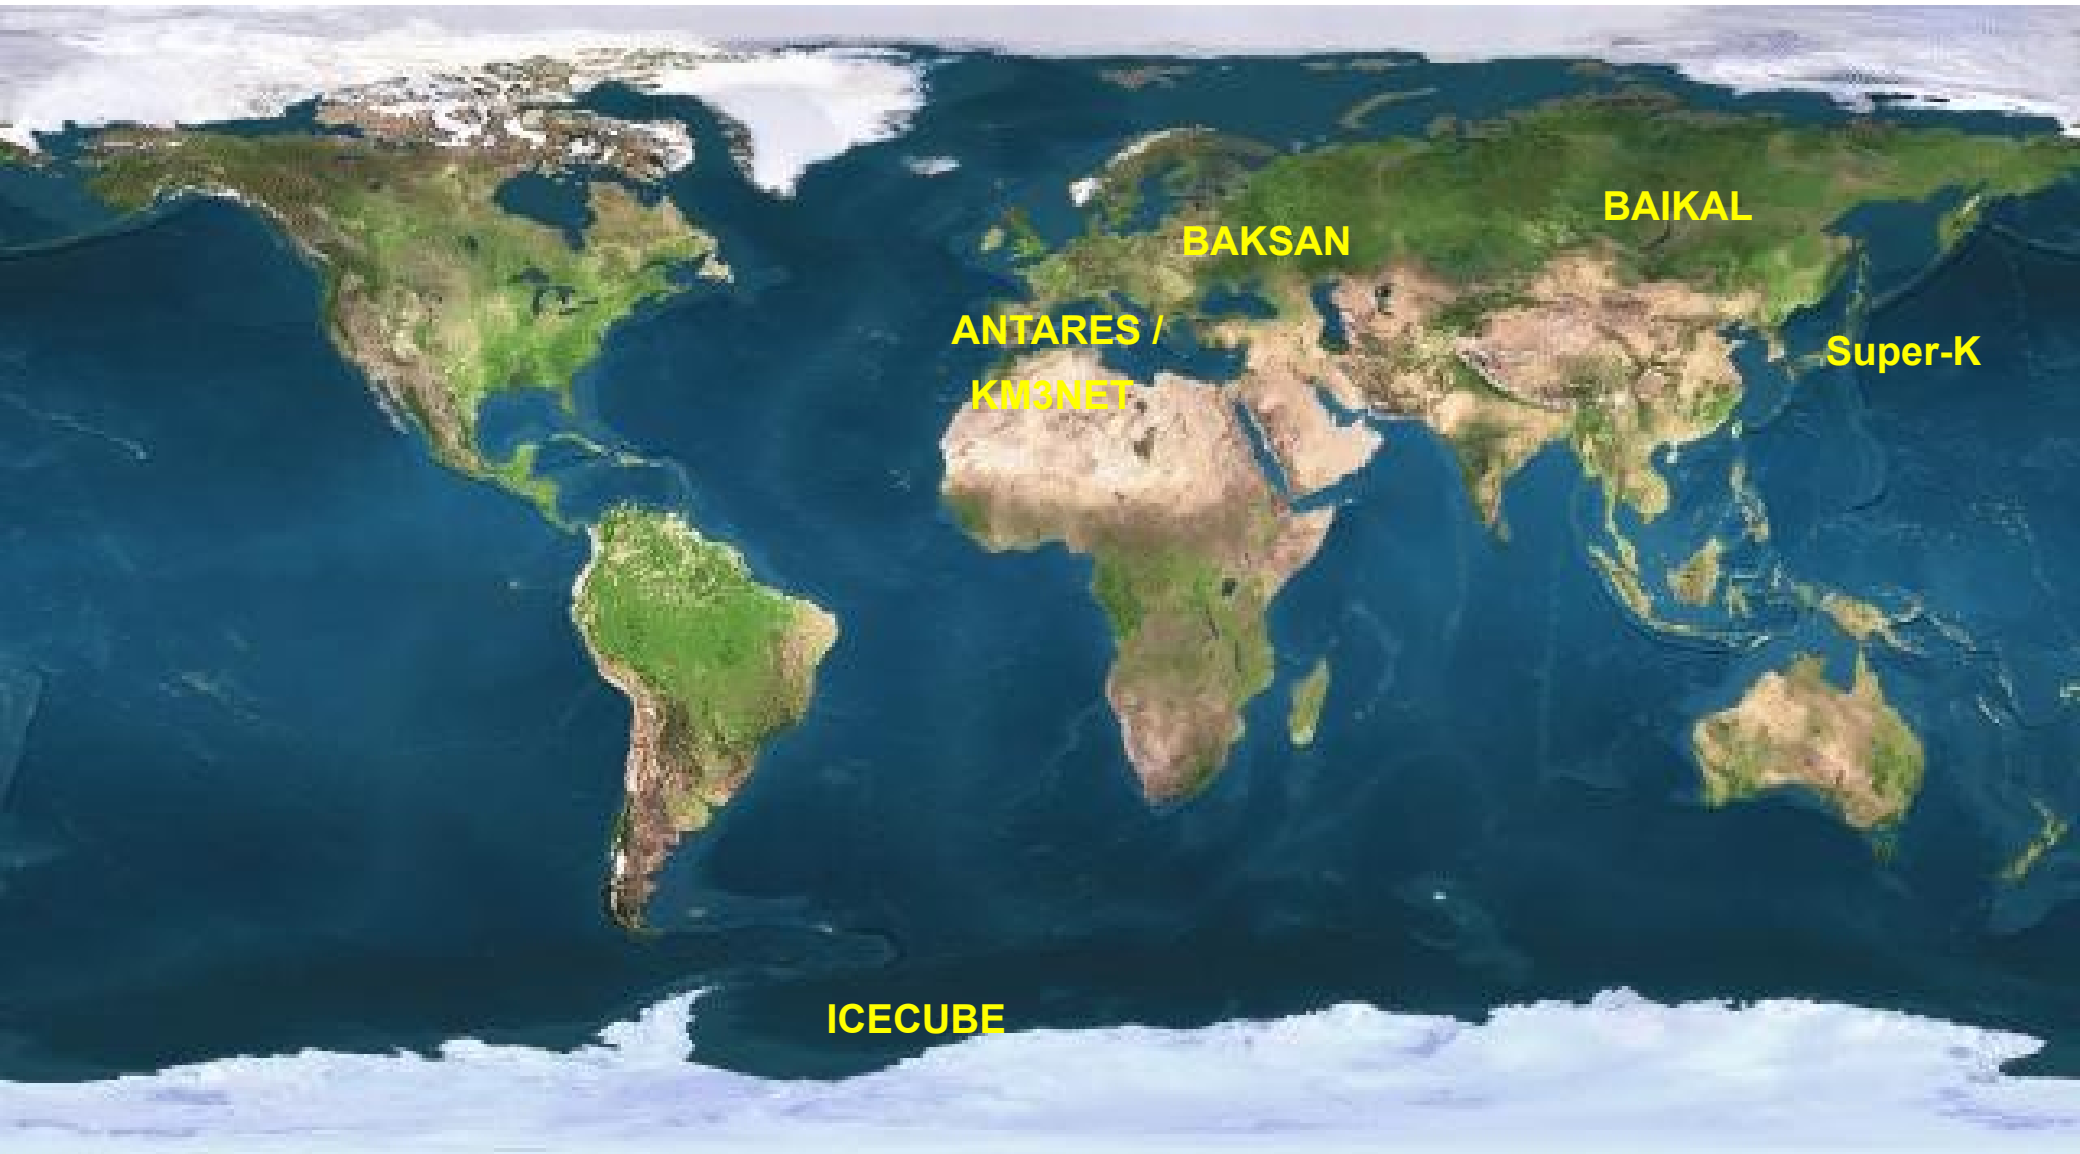 BAIKAL
BAKSAN
ANTARES /
KM3NET
Super-K
ICECUBE